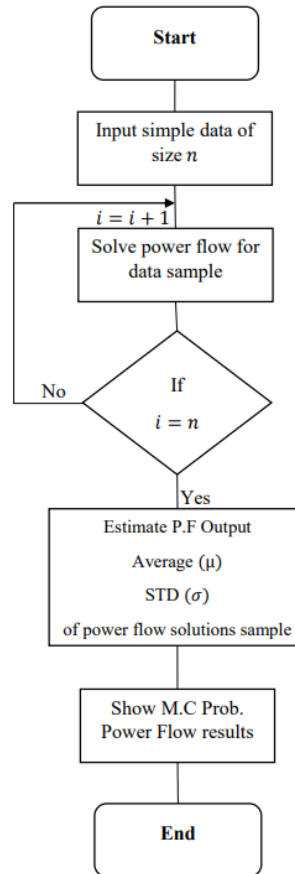 Start
Input simple data of
size n
i = i + 1
Solve power flow for
data sample
If
i = n
No
Yes
Estimate P.F Output
Average (μ)
STD (σ)
of power flow solutions sample
Show M.C Prob.
Power Flow results
End